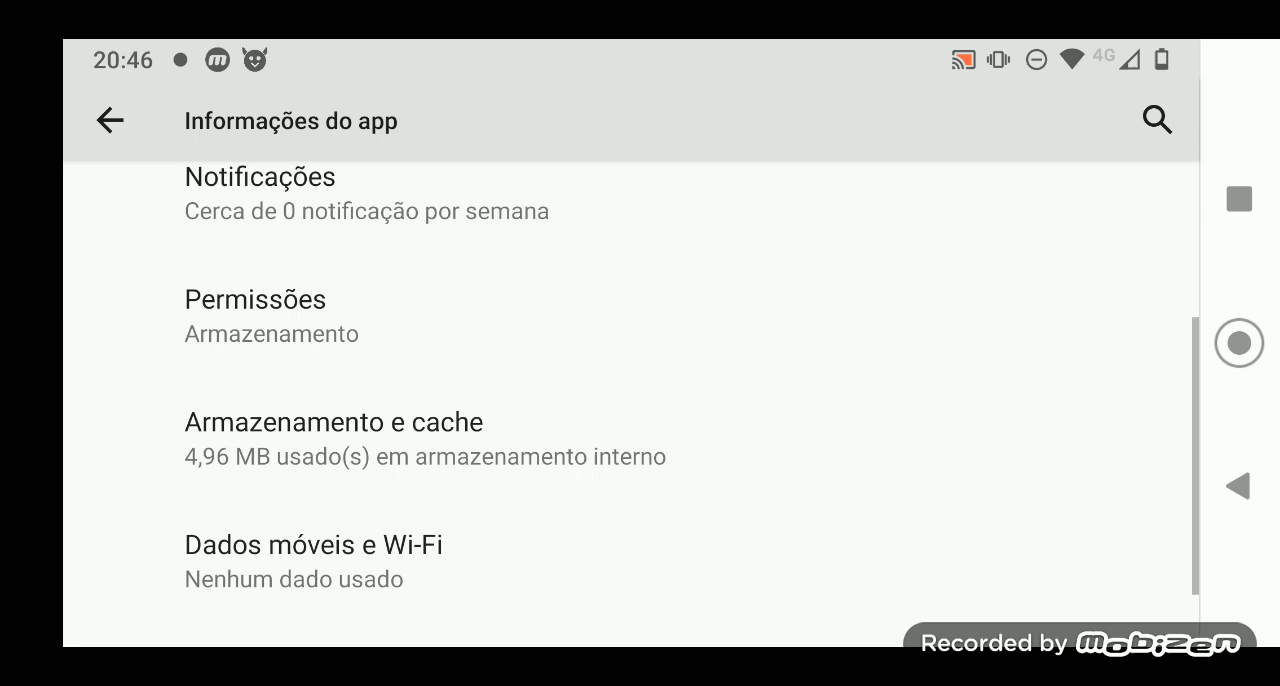 20:46
4G
Informações do app
Notificações
Cerca de 0 notificação por semana
Permissões
Armazenamento
Armazenamento e cache
4,96 MB usado(s) em armazenamento interno
Dados móveis e Wi-Fi
Nenhum dado usado
Recorded by mobizen